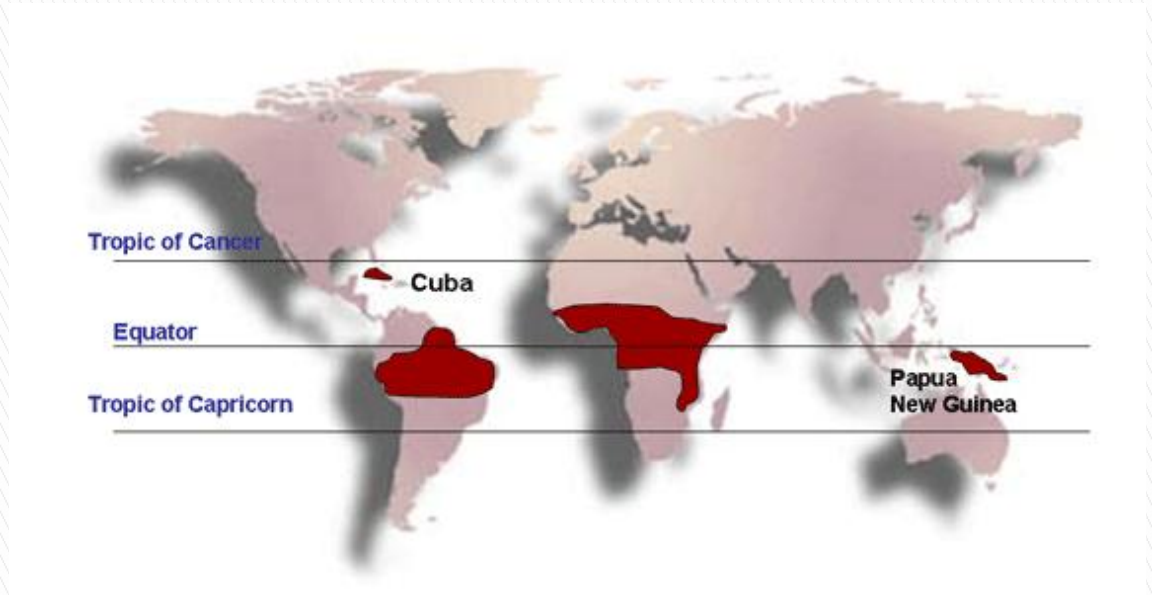 Tropic of Cancer
Cuba
Equator
Papua
New Guinea
Tropic of Capricorn